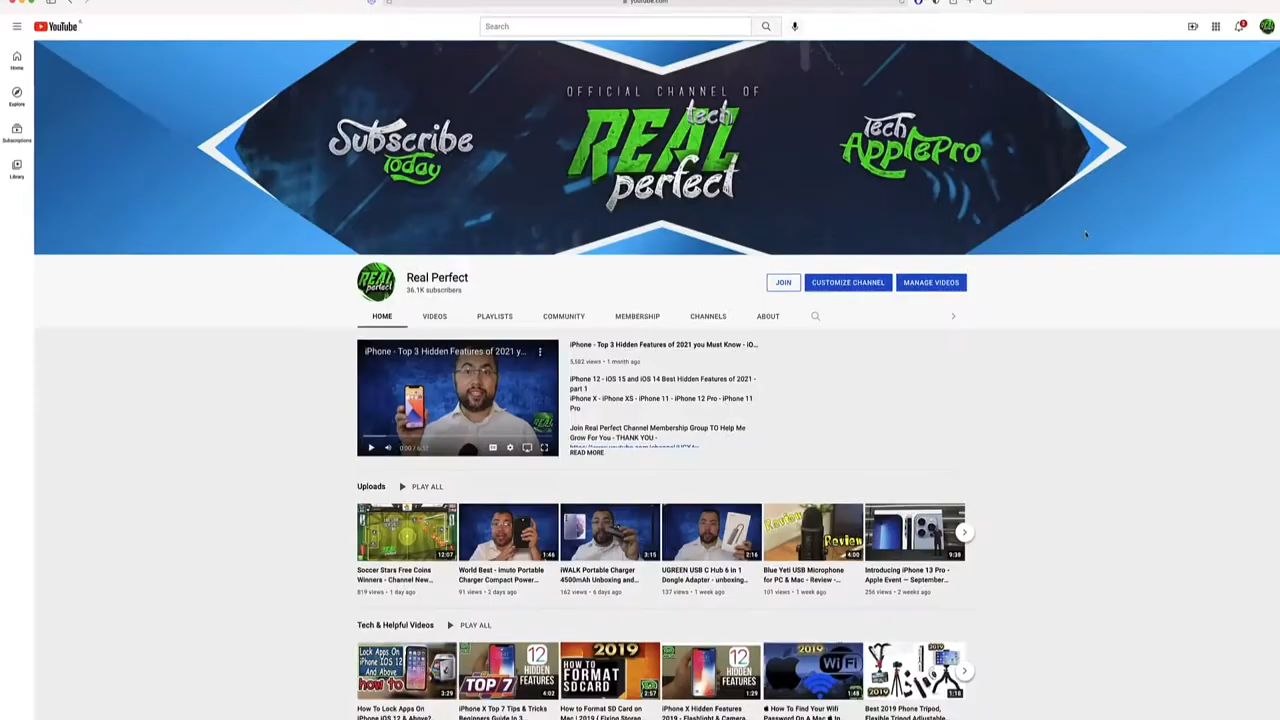 youtube.com
YouTube
Search
Home
Explore
Subscriptions
Library
OFFICIAL CHANNEL OF
Subscribe
Today
REAL
tech
perfect
Tech
ApplePro
Real Perfect
36.1K subscribers
JOIN
CUSTOMIZE CHANNEL
MANAGE VIDEOS
HOME
VIDEOS
PLAYLISTS
COMMUNITY
MEMBERSHIP
CHANNELS
ABOUT
iPhone - Top 3 Hidden Features of 2021 y...
0:00 / 6:32
iPhone - Top 3 Hidden Features of 2021 you Must Know - iO...
5,582 views • 1 month ago
iPhone 12 - iOS 15 and iOS 14 Best Hidden Features of 2021 -
part 1
iPhone X - iPhone XS - iPhone 11 - iPhone 12 Pro - iPhone 11
Pro
Join Real Perfect Channel Membership Group TO Help Me
Grow For You - THANK YOU -
READ MORE
Uploads PLAY ALL
12:07
1:46
3:15
2:16
Review
4:00
9:38
Soccer Stars Free Coins
Winners - Channel New...
819 views • 1 day ago
World Best - imuto Portable
Charger Compact Power...
91 views • 2 days ago
iWALK Portable Charger
4500mAh Unboxing and...
162 views • 6 days ago
UGREEN USB C Hub 6 in 1
Dongle Adapter - unboxing...
137 views • 1 week ago
Blue Yeti USB Microphone
for PC & Mac - Review -...
101 views • 1 week ago
Introducing iPhone 13 Pro -
Apple Event — September...
256 views • 2 weeks ago
Tech & Helpful Videos PLAY ALL
Lock Apps On
iPhone IOS 12
And Above
how to
3:29
12
HIDDEN
FEATURES
TOP 7
4:02
2019
HOW TO
FORMAT
SD CARD
2:57
12
HIDDEN
FEATURES
1:29
2019
WiFi
1:48
2019
1:18
How To Lock Apps On
iPhone iOS 12 & Above?
iPhone X Top 7 Tips & Tricks
Beginners Guide In 3
How to Format SD Card on
Mac | 2019 ( Fixing Storage
iPhone X Hidden Features
2019 - Flashlight & Camera
How To Find Your Wifi
Password On A Mac In
Best 2019 Phone Tripod,
Flexible Tripod Adjustable